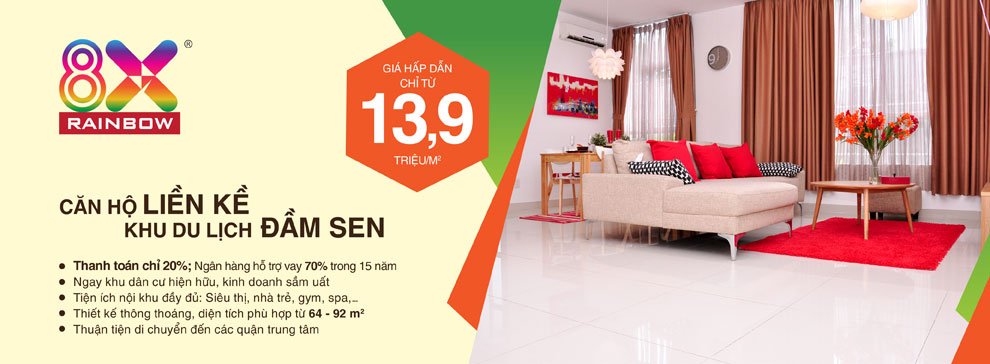 8X ®
RAINBOW
GIÁ HẤP DẪN
CHỈ TỪ
13,9
TRIỆU/M²
CĂN HỘ LIỀN KỀ
KHU DU LỊCH ĐẦM SEN
• Thanh toán chỉ 20%; Ngân hàng hỗ trợ vay 70% trong 15 năm
• Ngay khu dân cư hiện hữu, kinh doanh sầm uất
• Tiện ích nội khu đầy đủ: Siêu thị, nhà trẻ, gym, spa,...
• Thiết kế thông thoáng, diện tích phù hợp từ 64 - 92 m²
• Thuận tiện di chuyển đến các quận trung tâm